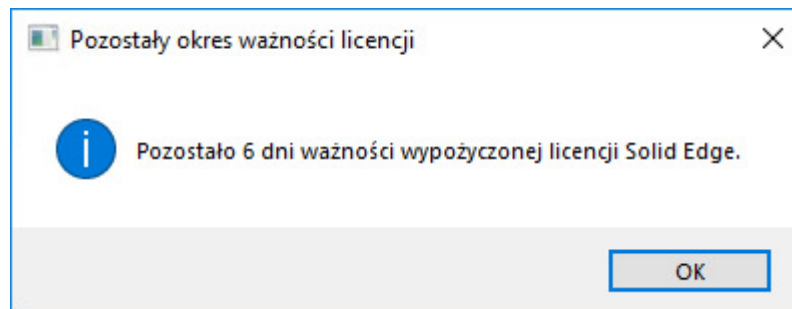 Pozostały okres ważności licencji
Pozostało 6 dni ważności wypożyczonej licencji Solid Edge.
OK